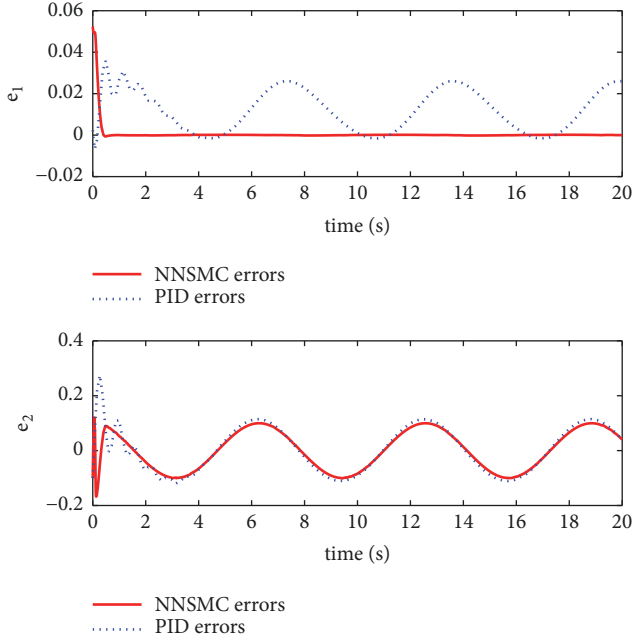 0.06
0.02
e1
0
−0.02
0 2 4 6 8 10 12 14 16 18 20
time (s)
NNSMC errors
PID errors
0.4
0.2
e2
0
−0.2
0 2 4 6 8 10 12 14 16 18 20
time (s)
NNSMC errors
PID errors